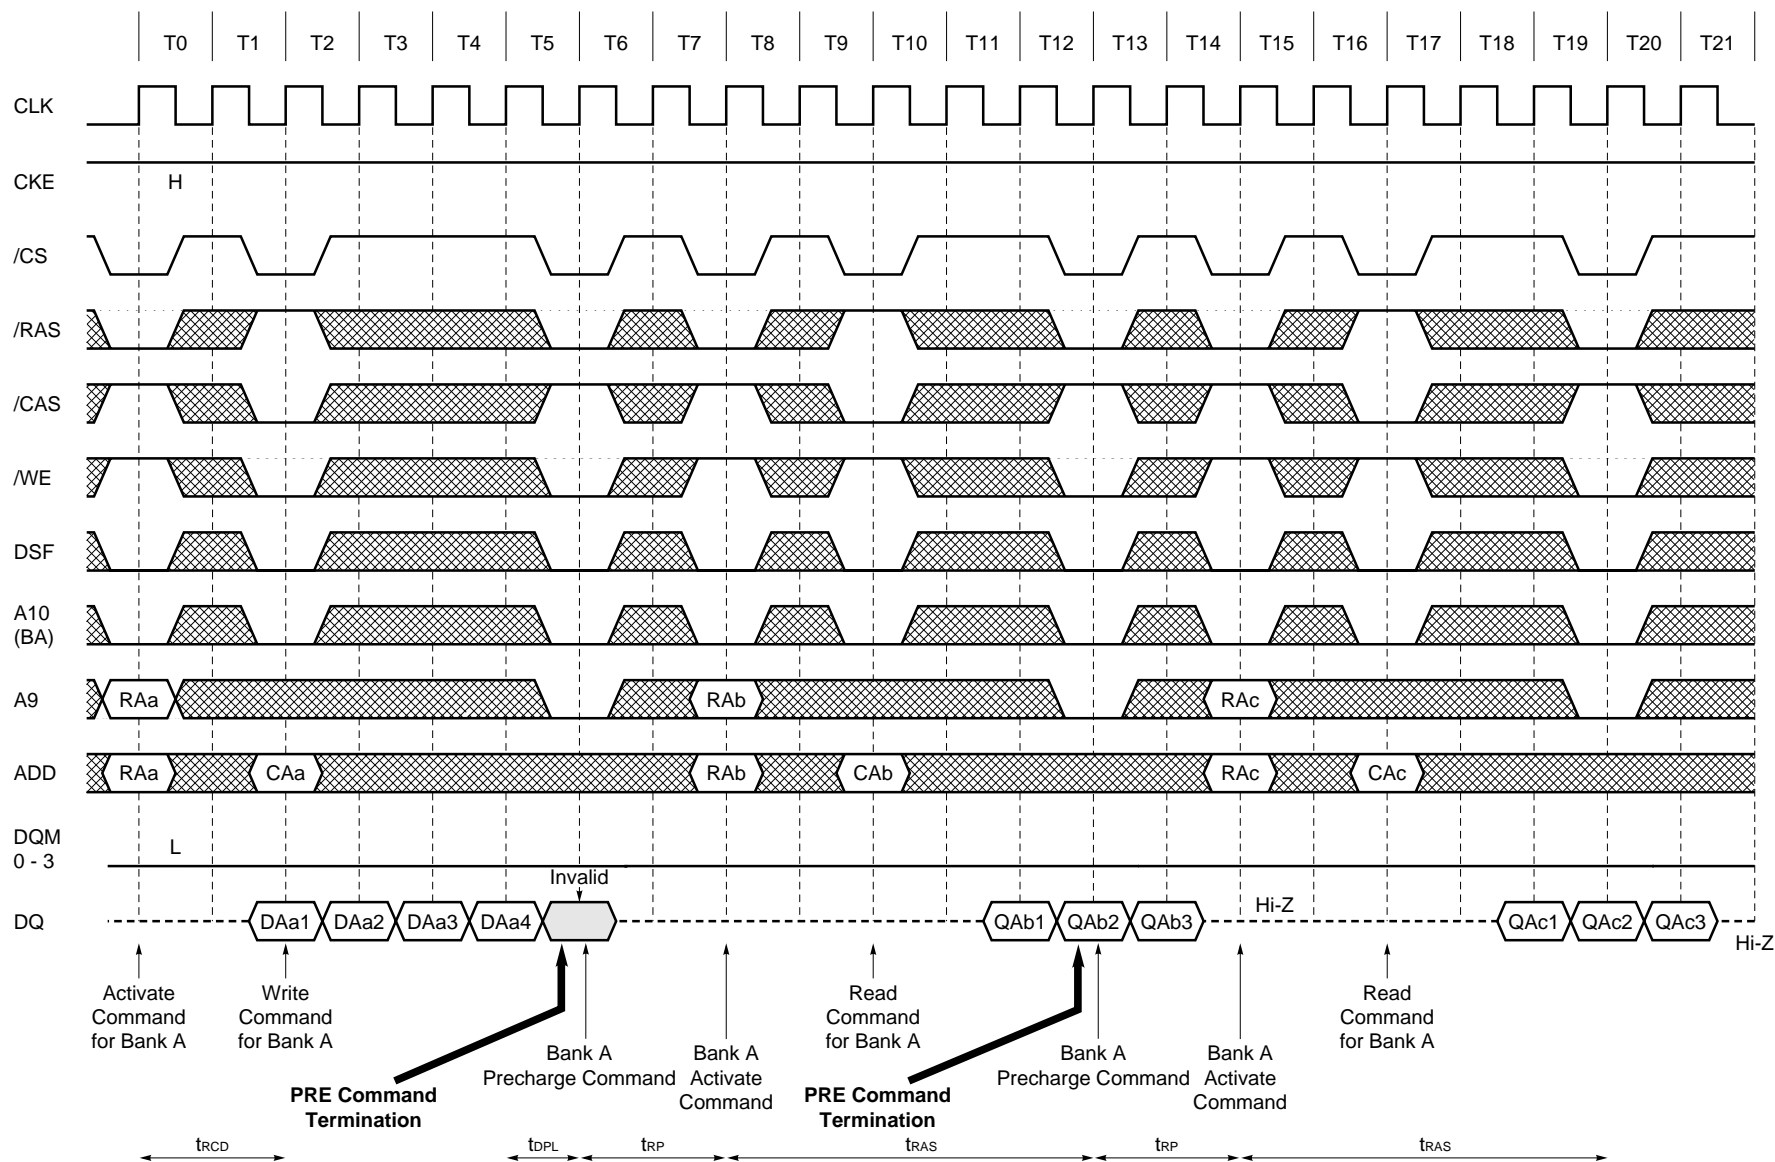 T0 T1 T2 T3 T4 T5 T6 T7 T8 T9 T10 T11 T12 T13 T14 T15 T16 T17 T18 T19 T20 T21
CLK
CKE H
/CS
/RAS
/CAS
/WE
DSF
A10
(BA)
A9 RAa RAb RAc
ADD RAa CAa RAb CAb RAc CAc
DQM
0 - 3 L
Invalid
DQ DAa1 DAa2 DAa3 DAa4 QAb1 QAb2 QAb3 Hi-Z QAc1 QAc2 QAc3 Hi-Z
Activate
Command
for Bank A
Write
Command
for Bank A
PRE Command
Termination
Bank A
Precharge Command
Bank A
Activate
Command
Read
Command
for Bank A
PRE Command
Termination
Bank A
Precharge Command
Bank A
Activate
Command
Read
Command
for Bank A
tRCD tDPL tRP tRAS tRP tRAS